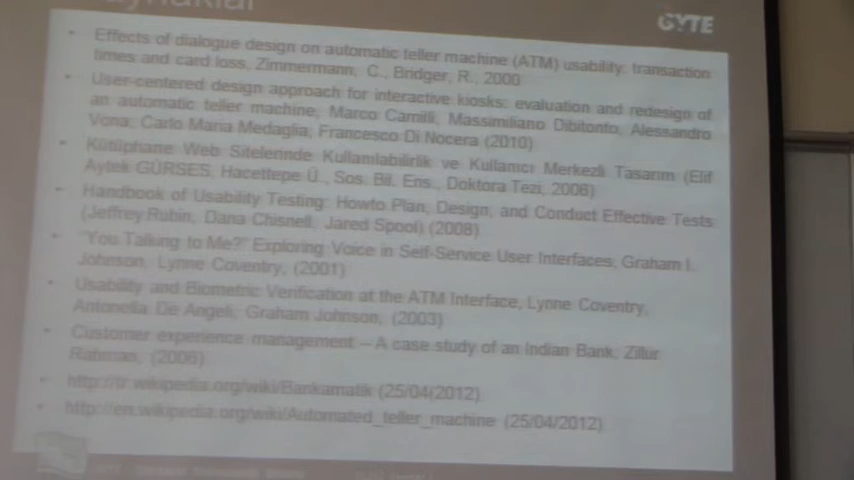 GYTE
• Effects of dialogue design on automatic teller machine (ATM) usability: transaction
times and card loss, Zimmermann, C., Bridger, R., 2000
• User-centered design approach for interactive kiosks: evaluation and redesign of
an automatic teller machine, Marco Camilli, Massimiliano Dibitonto, Alessandro
Vona, Carlo Maria Medaglia, Francesco Di Nocera (2010)
• Kütüphane Web Sitelerinde Kullanılabilirlik ve Kullanıcı Merkezli Tasarım (Elif
Aytek GÜRSES, Hacettepe Ü., Sos. Bil. Ens., Doktora Tezi, 2006)
• Handbook of Usability Testing: Howto Plan, Design, and Conduct Effective Tests
(Jeffrey Rubin, Dana Chisnell, Jared Spool) (2008)
• "You Talking to Me?" Exploring Voice in Self-Service User Interfaces, Graham I.
Johnson, Lynne Coventry, (2001)
• Usability and Biometric Verification at the ATM Interface, Lynne Coventry,
Antonella De Angeli, Graham Johnson, (2003)
• Customer experience management – A case study of an Indian Bank, Zillur
Rahman, (2006)
• http://tr.wikipedia.org/wiki/Bankamatik (25/04/2012)
• http://en.wikipedia.org/wiki/Automated_teller_machine (25/04/2012)